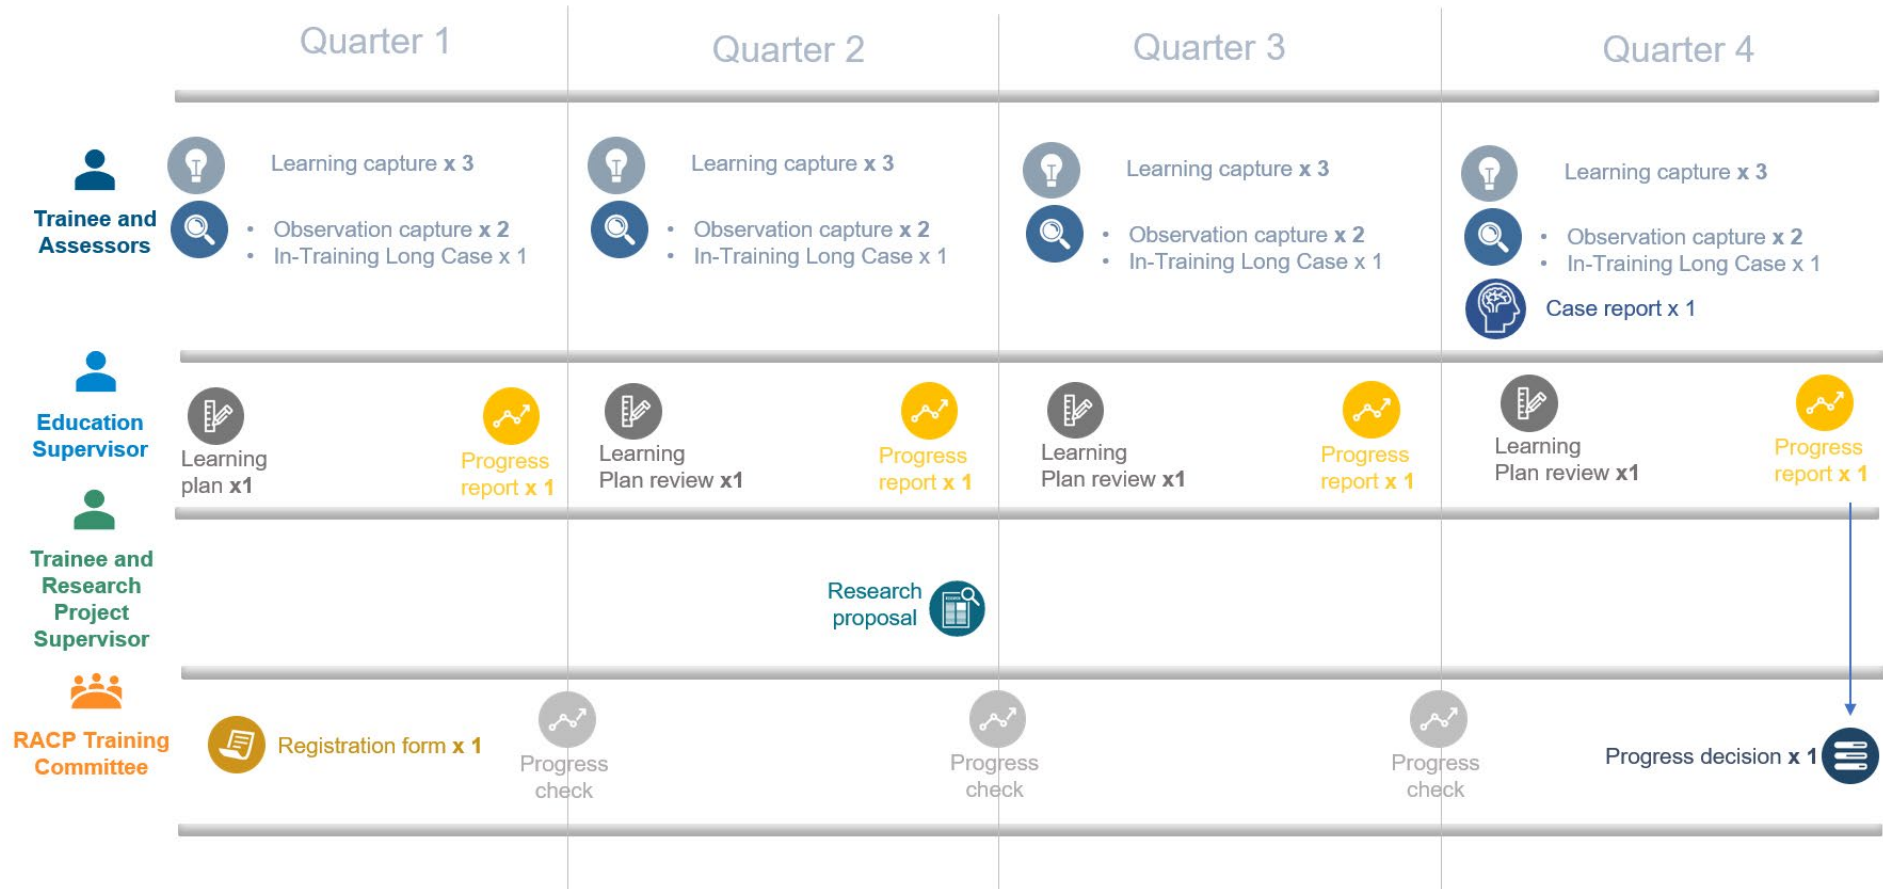 Quarter 1
Quarter 2
Quarter 3
Quarter 4
Trainee and
Assessors
Learning capture x 3
• Observation capture x 2
• In-Training Long Case x 1
Learning capture x 3
• Observation capture x 2
• In-Training Long Case x 1
Learning capture x 3
• Observation capture x 2
• In-Training Long Case x 1
Learning capture x 3
• Observation capture x 2
• In-Training Long Case x 1
Case report x 1
Education
Supervisor
Learning
plan x1
Progress
report x 1
Learning
Plan review x1
Progress
report x 1
Learning
Plan review x1
Progress
report x 1
Learning
Plan review x1
Progress
report x 1
Trainee and
Research
Project
Supervisor
Research
proposal
RACP Training
Committee
Registration form x 1
Progress
check
Progress
check
Progress
check
Progress decision x 1